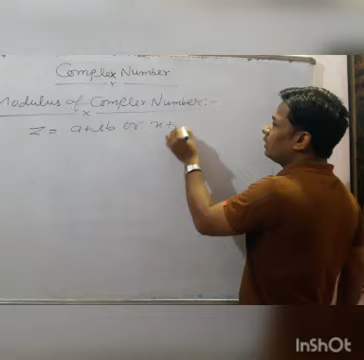 Complex Number
Modulus of Complex Number:-
Z = a+ib or x+
InShOt